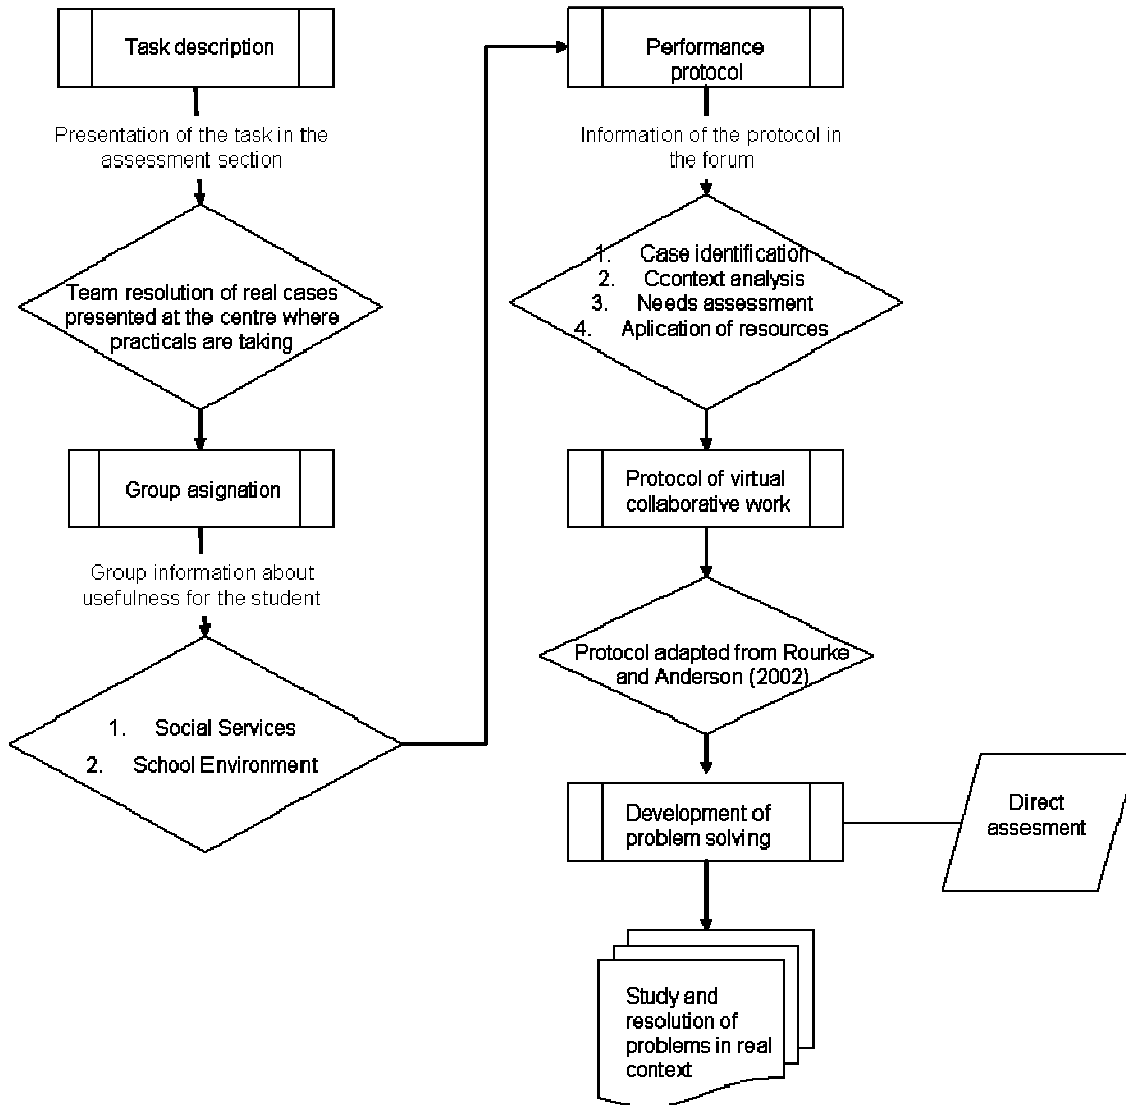 Task description
Presentation of the task in the
assessment section
Team resolution of real cases
presented at the centre where
practicals are taking
Group asignation
Group information about
usefulness for the student
1. Social Services
2. School Environment
Performance
protocol
Information of the protocol in
the forum
1. Case identification
2. Ccontext analysis
3. Needs assessment
4. Aplication of resources
Protocol of virtual
collaborative work
Protocol adapted from Rourke
and Anderson (2002)
Development of
problem solving
Direct
assesment
Study and
resolution of
problems in real
context